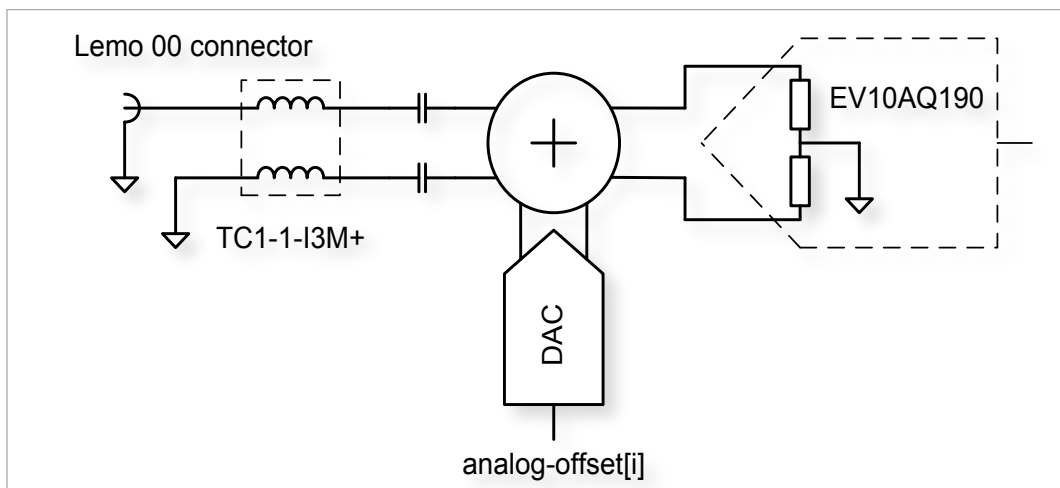 Lemo 00 connector
EV10AQ190
TC1-1-I3M+
DAC
analog-offset[i]